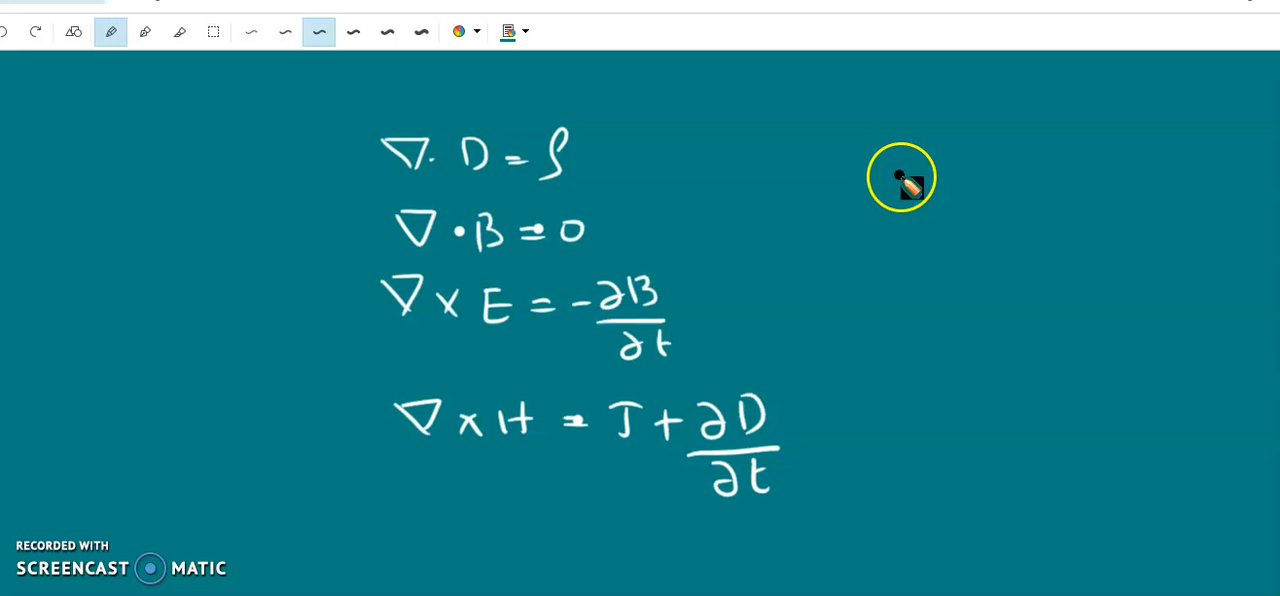 ∇. D = ρ
∇ • B = 0
∇ × E = -∂B/∂t
∇ × H = J + ∂D/∂t
RECORDED WITH
SCREENCAST MATIC